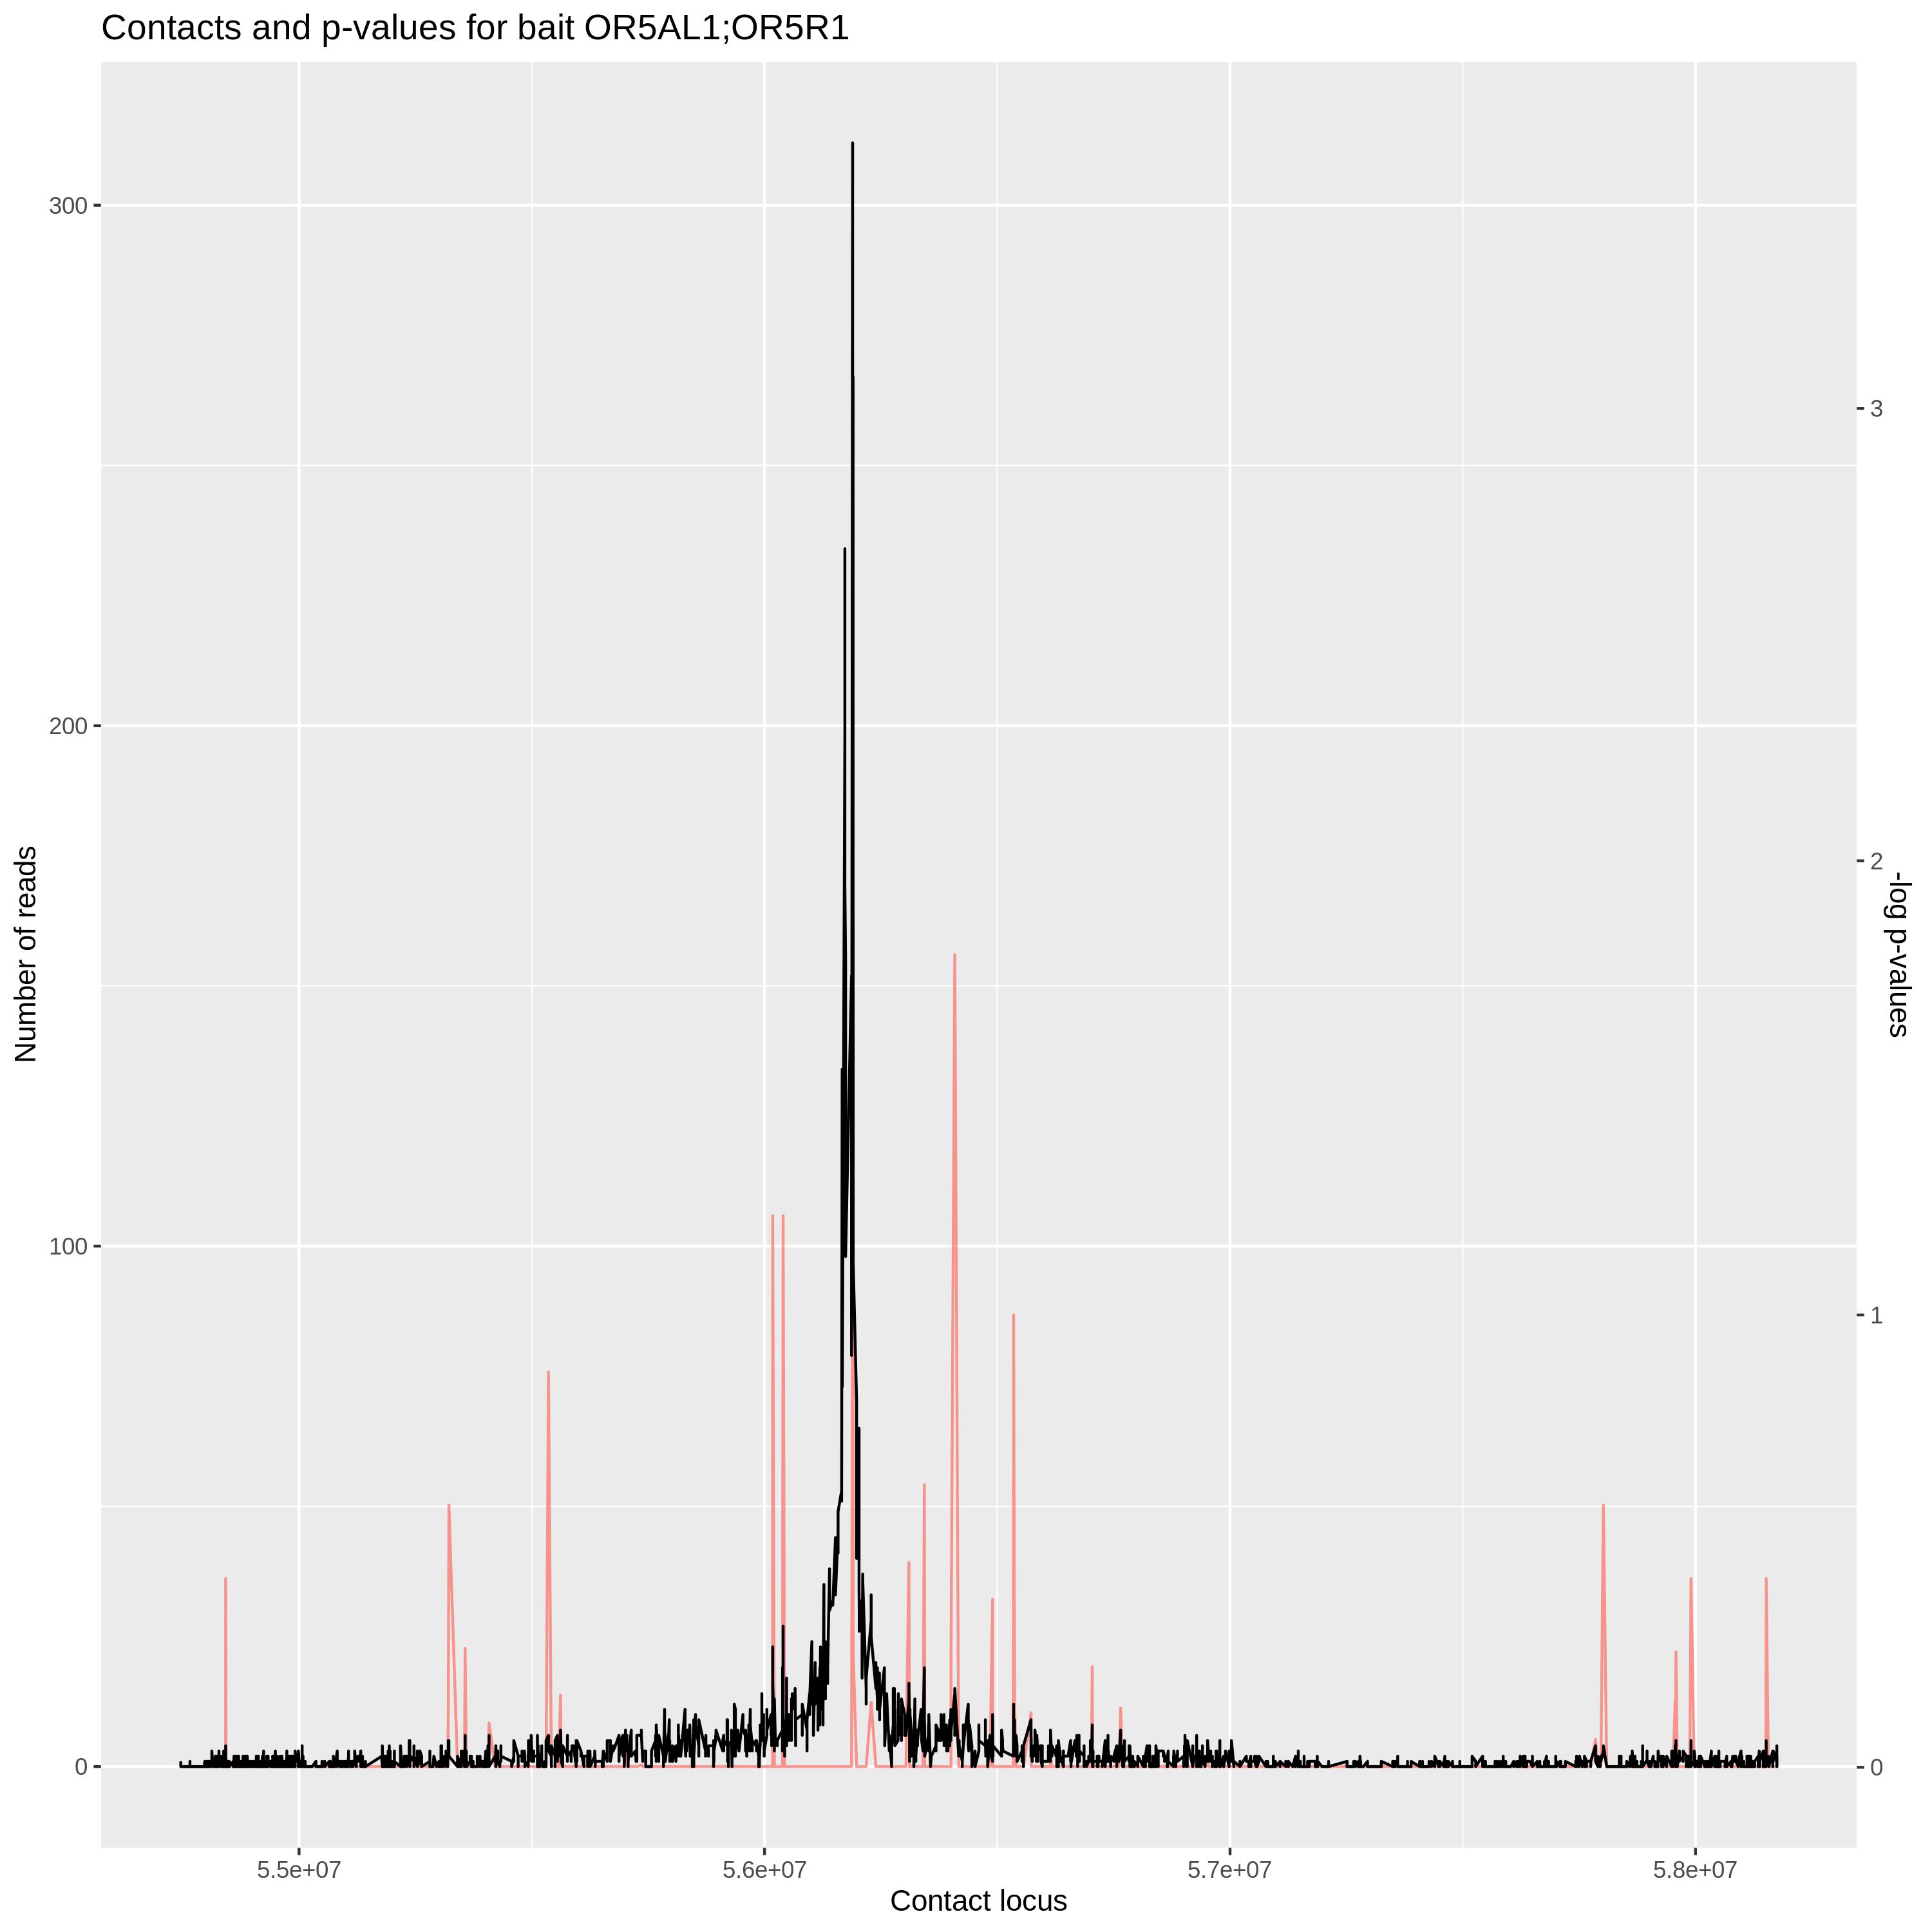 Contacts and p-values for bait OR5AL1;OR5R1
300
200
100
0
Number of reads
3
2
1
0
-log p-values
5.5e+07
5.6e+07
5.7e+07
5.8e+07
Contact locus